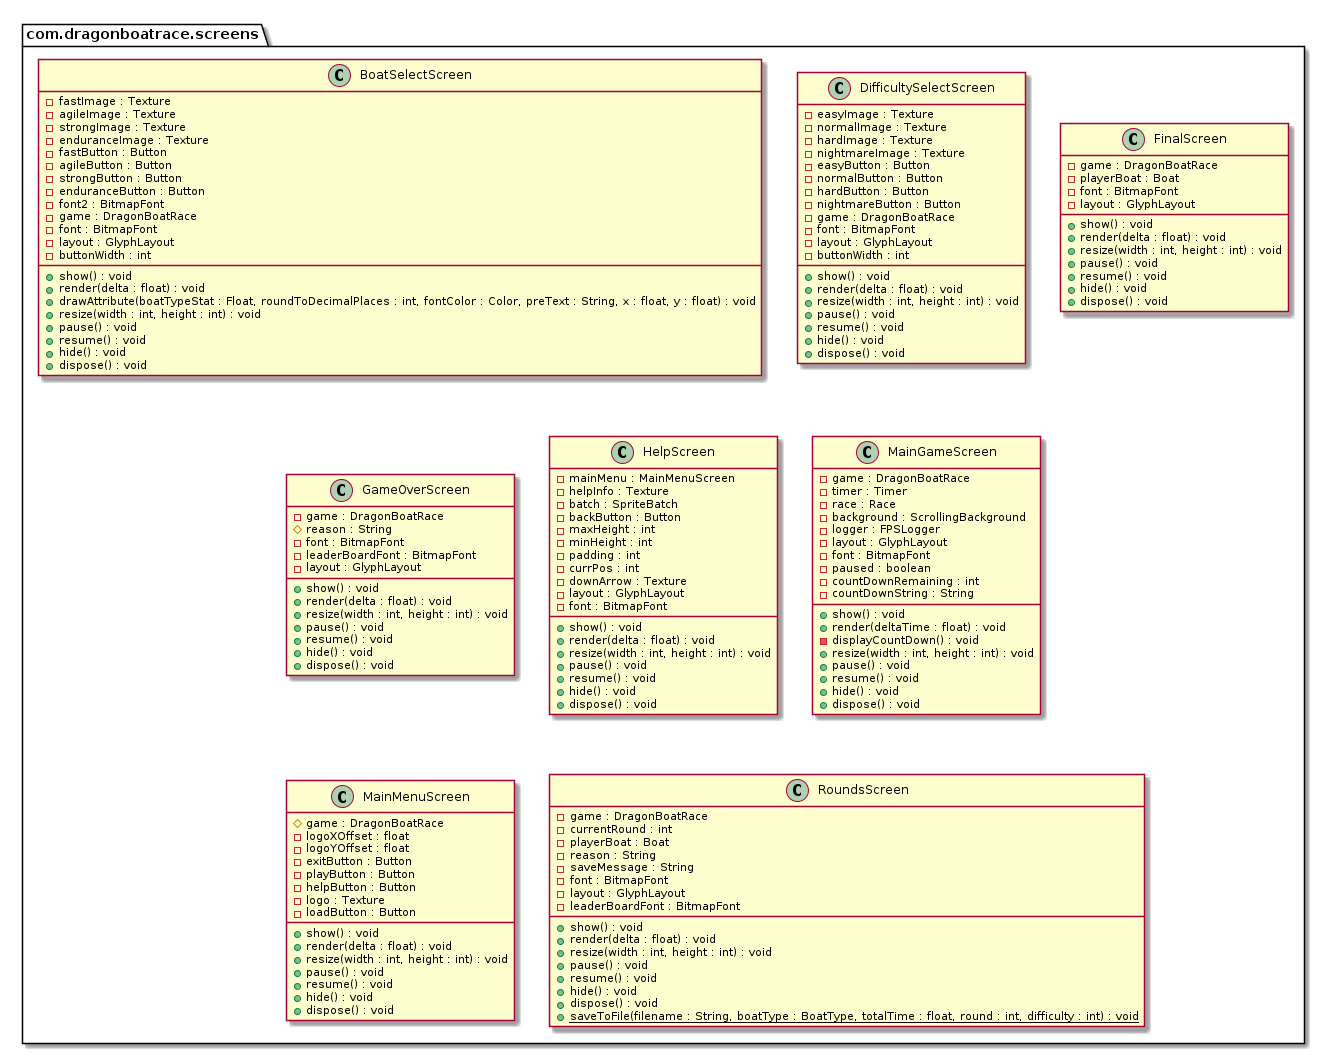 com.dragonboatrace.screens
C BoatSelectScreen
fastImage : Texture
agileImage : Texture
strongImage : Texture
enduranceImage : Texture
fastButton : Button
agileButton : Button
strongButton : Button
enduranceButton : Button
font2 : BitmapFont
game : DragonBoatRace
font : BitmapFont
layout : GlyphLayout
buttonWidth : int
show() : void
render(delta : float) : void
drawAttribute(boatTypeStat : Float, roundToDecimalPlaces : int, fontColor : Color, preText : String, x : float, y : float) : void
resize(width : int, height : int) : void
pause() : void
resume() : void
hide() : void
dispose() : void
C DifficultySelectScreen
easyImage : Texture
normalImage : Texture
hardImage : Texture
nightmareImage : Texture
easyButton : Button
normalButton : Button
hardButton : Button
nightmareButton : Button
game : DragonBoatRace
font : BitmapFont
layout : GlyphLayout
buttonWidth : int
show() : void
render(delta : float) : void
resize(width : int, height : int) : void
pause() : void
resume() : void
hide() : void
dispose() : void
C FinalScreen
game : DragonBoatRace
playerBoat : Boat
font : BitmapFont
layout : GlyphLayout
show() : void
render(delta : float) : void
resize(width : int, height : int) : void
pause() : void
resume() : void
hide() : void
dispose() : void
C GameOverScreen
game : DragonBoatRace
reason : String
font : BitmapFont
leaderBoardFont : BitmapFont
layout : GlyphLayout
show() : void
render(delta : float) : void
resize(width : int, height : int) : void
pause() : void
resume() : void
hide() : void
dispose() : void
C HelpScreen
mainMenu : MainMenuScreen
helpInfo : Texture
batch : SpriteBatch
backButton : Button
maxHeight : int
minHeight : int
padding : int
currPos : int
downArrow : Texture
layout : GlyphLayout
font : BitmapFont
show() : void
render(delta : float) : void
resize(width : int, height : int) : void
pause() : void
resume() : void
hide() : void
dispose() : void
C MainGameScreen
game : DragonBoatRace
timer : Timer
race : Race
background : ScrollingBackground
logger : FPSLogger
layout : GlyphLayout
font : BitmapFont
paused : boolean
countDownRemaining : int
countDownString : String
show() : void
render(deltaTime : float) : void
displayCountDown() : void
resize(width : int, height : int) : void
pause() : void
resume() : void
hide() : void
dispose() : void
C MainMenuScreen
game : DragonBoatRace
logoXOffset : float
logoYOffset : float
exitButton : Button
playButton : Button
helpButton : Button
logo : Texture
loadButton : Button
show() : void
render(delta : float) : void
resize(width : int, height : int) : void
pause() : void
resume() : void
hide() : void
dispose() : void
C RoundsScreen
game : DragonBoatRace
currentRound : int
playerBoat : Boat
reason : String
saveMessage : String
font : BitmapFont
layout : GlyphLayout
leaderBoardFont : BitmapFont
show() : void
render(delta : float) : void
resize(width : int, height : int) : void
pause() : void
resume() : void
hide() : void
dispose() : void
saveToFile(filename : String, boatType : BoatType, totalTime : float, round : int, difficulty : int) : void